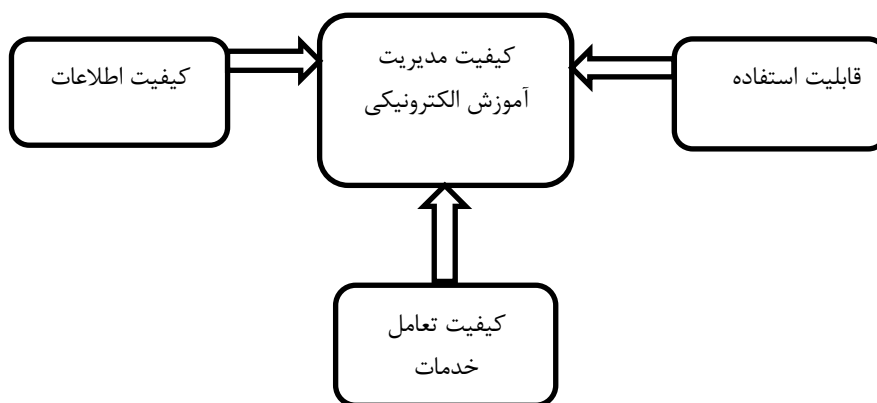 کیفیت مدیریت
آموزش الکترونیکی
قابلیت استفاده
کیفیت اطلاعات
کیفیت تعامل
خدمات